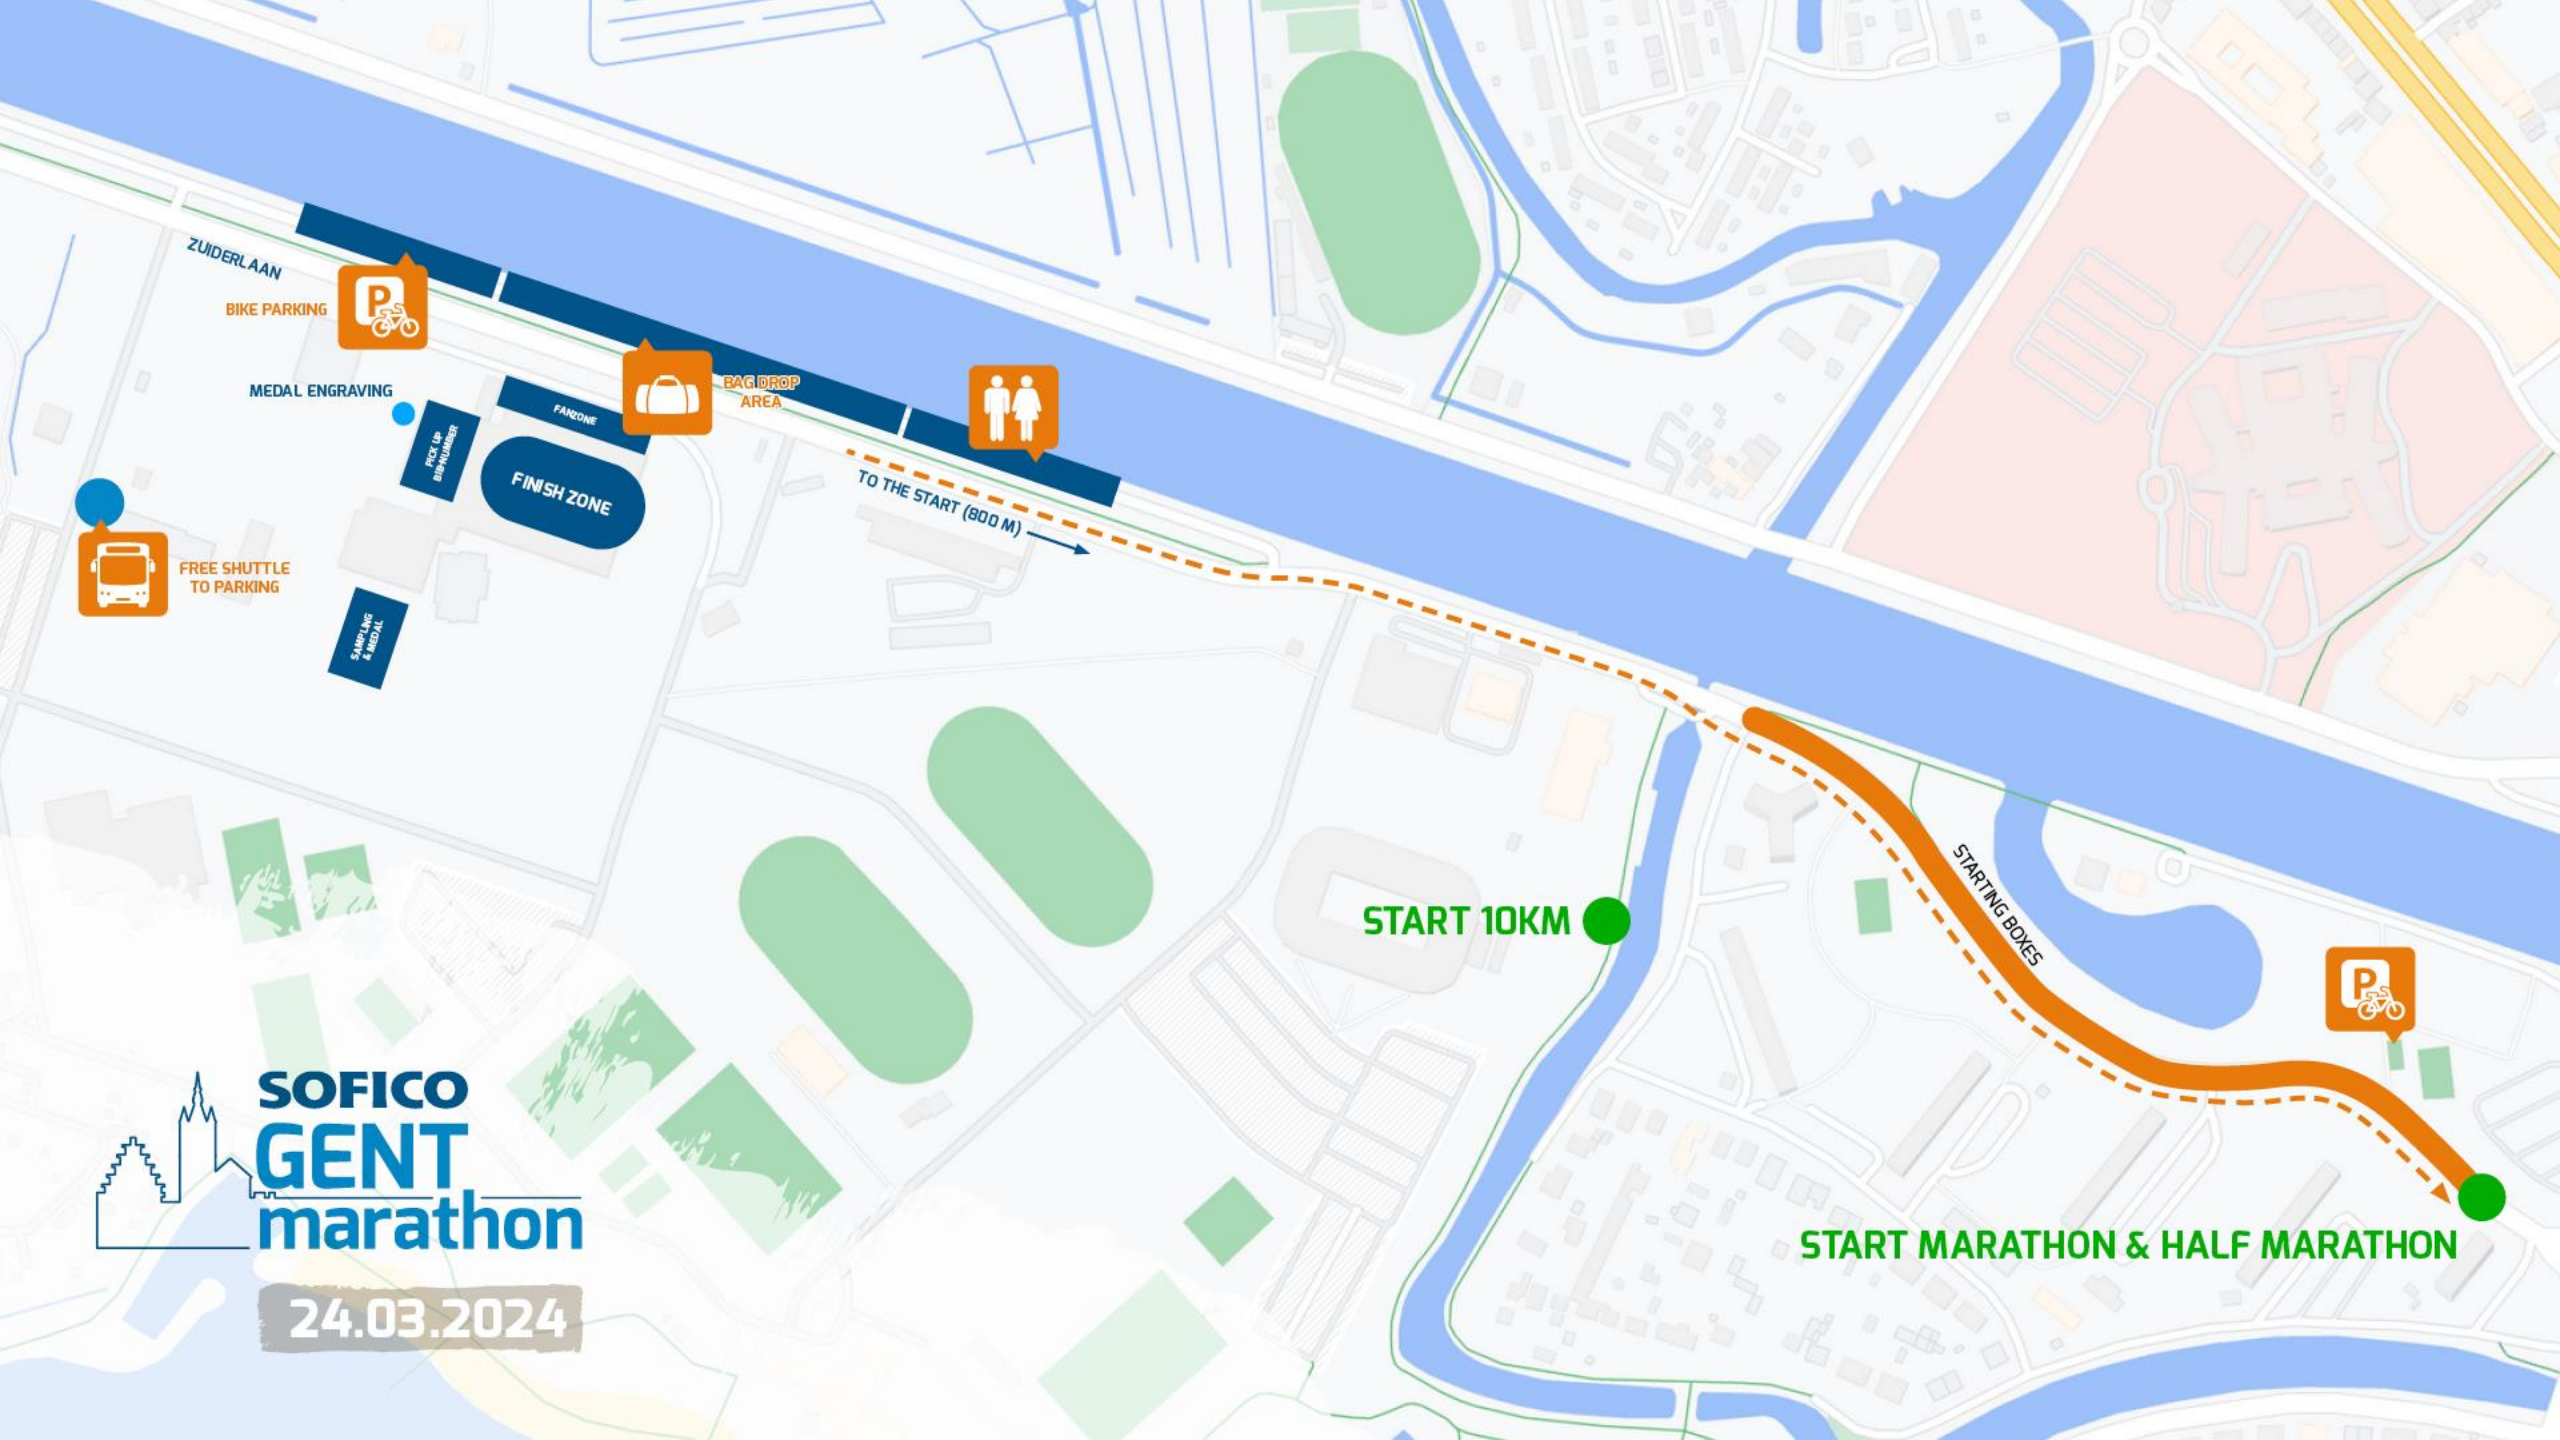 ZUIDERLAAN
P
BIKE PARKING
MEDAL ENGRAVING
BAG DROP
AREA
FANZONE
PICK UP
BIB-NUMBER
FINISH ZONE
TO THE START (800 M)
FREE SHUTTLE
TO PARKING
SAMPLING
& MEDAL
STARTING BOXES
START 10KM
P
START MARATHON & HALF MARATHON
SOFICO
GENT
marathon
24.03.2024